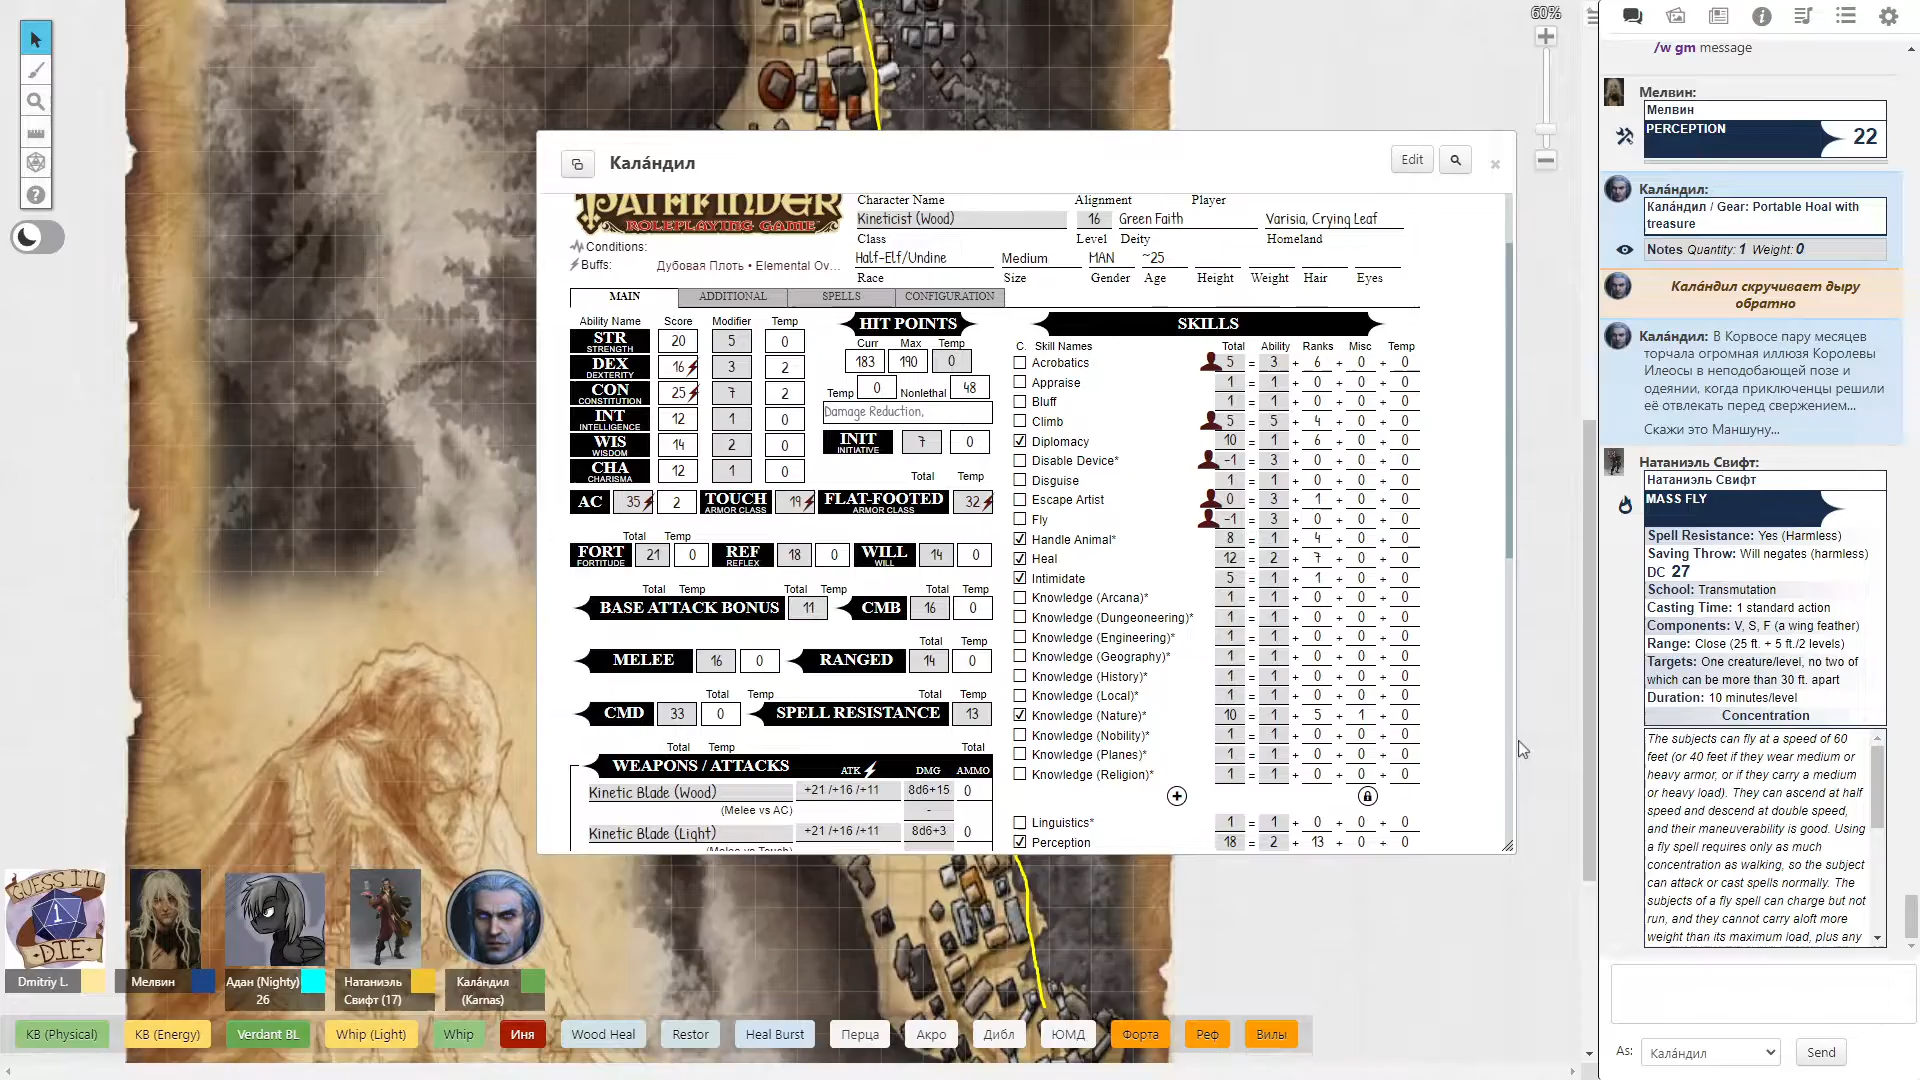 60%
Кала́ндил
Edit
PATHFINDER
ROLEPLAYING GAME
Conditions:
Buffs: Дубовая Плоть • Elemental Ov...
Character Name Alignment Player
Kineticist (Wood) 16 Green Faith Varisia, Crying Leaf
Class Level Deity Homeland
Half-Elf/Undine Medium MAN ~25
Race Size Gender Age Height Weight Hair Eyes
MAIN ADDITIONAL SPELLS CONFIGURATION
Ability Name Score Modifier Temp
STR STRENGTH 20 5 0
DEX DEXTERITY 16 3 2
CON CONSTITUTION 25 7 2
INT INTELLIGENCE 12 1 0
WIS WISDOM 14 2 0
CHA CHARISMA 12 1 0
HIT POINTS
Curr Max Temp
183 190 0
Temp 0 Nonlethal 48
Damage Reduction,
INIT INITIATIVE 7 0
Total Temp
AC 35 2 TOUCH ARMOR CLASS 19 FLAT-FOOTED ARMOR CLASS 32
Total Temp
FORT FORTITUDE 21 0 REF REFLEX 18 0 WILL WILL 14 0
Total Temp Total Temp Total Temp
BASE ATTACK BONUS 11 CMB 16 0
Total Temp
MELEE 16 0 RANGED 14 0
Total Temp Total
CMD 33 0 SPELL RESISTANCE 13
Total Temp Total
WEAPONS / ATTACKS ATK DMG AMMO
Kinetic Blade (Wood) +21 /+16 /+11 8d6+15 0
(Melee vs AC) -
Kinetic Blade (Light) +21 /+16 /+11 8d6+3 0
(Melee vs Touch)
SKILLS
C. Skill Names Total Ability Ranks Misc Temp
Acrobatics 5 = 3 + 6 + 0 + 0
Appraise 1 = 1 + 0 + 0 + 0
Bluff 1 = 1 + 0 + 0 + 0
Climb 5 = 5 + 4 + 0 + 0
Diplomacy 10 = 1 + 6 + 0 + 0
Disable Device* -1 = 3 + 0 + 0 + 0
Disguise 1 = 1 + 0 + 0 + 0
Escape Artist 0 = 3 + 1 + 0 + 0
Fly -1 = 3 + 0 + 0 + 0
Handle Animal* 8 = 1 + 4 + 0 + 0
Heal 12 = 2 + 7 + 0 + 0
Intimidate 5 = 1 + 1 + 0 + 0
Knowledge (Arcana)* 1 = 1 + 0 + 0 + 0
Knowledge (Dungeoneering)* 1 = 1 + 0 + 0 + 0
Knowledge (Engineering)* 1 = 1 + 0 + 0 + 0
Knowledge (Geography)* 1 = 1 + 0 + 0 + 0
Knowledge (History)* 1 = 1 + 0 + 0 + 0
Knowledge (Local)* 1 = 1 + 0 + 0 + 0
Knowledge (Nature)* 10 = 1 + 5 + 1 + 0
Knowledge (Nobility)* 1 = 1 + 0 + 0 + 0
Knowledge (Planes)* 1 = 1 + 0 + 0 + 0
Knowledge (Religion)* 1 = 1 + 0 + 0 + 0
Linguistics* 1 = 1 + 0 + 0 + 0
Perception 18 = 2 + 13 + 0 + 0
GUESS I'LL
1
DIE
Dmitriy L.
Мелвин
Адан (Nighty)
26
Натаниэль
Свифт (17)
Кала́ндил
(Karnas)
KB (Physical) KB (Energy) Verdant BL Whip (Light) Whip Иня Wood Heal Restor Heal Burst Перца Акро Дибл ЮМД Форта Реф Вилы
/w gm message
Мелвин:
Мелвин
PERCEPTION 22
Кала́ндил:
Кала́ндил / Gear: Portable Hoal with
treasure
Notes Quantity: 1 Weight: 0
Кала́ндил скручивает дыру
обратно
Кала́ндил: В Корвосе пару месяцев
торчала огромная иллюзя Королевы
Илеосы в неподобающей позе и
одеянии, когда приключенцы решили
её отвлекать перед свержением...
Скажи это Маншуну...
Натаниэль Свифт:
Натаниэль Свифт
MASS FLY
Spell Resistance: Yes (Harmless)
Saving Throw: Will negates (harmless)
DC 27
School: Transmutation
Casting Time: 1 standard action
Components: V, S, F (a wing feather)
Range: Close (25 ft. + 5 ft./2 levels)
Targets: One creature/level, no two of
which can be more than 30 ft. apart
Duration: 10 minutes/level
Concentration
The subjects can fly at a speed of 60
feet (or 40 feet if they wear medium or
heavy armor, or if they carry a medium
or heavy load). They can ascend at half
speed and descend at double speed,
and their maneuverability is good. Using
a fly spell requires only as much
concentration as walking, so the subject
can attack or cast spells normally. The
subjects of a fly spell can charge but not
run, and they cannot carry aloft more
weight than its maximum load, plus any
As: Кала́ндил Send